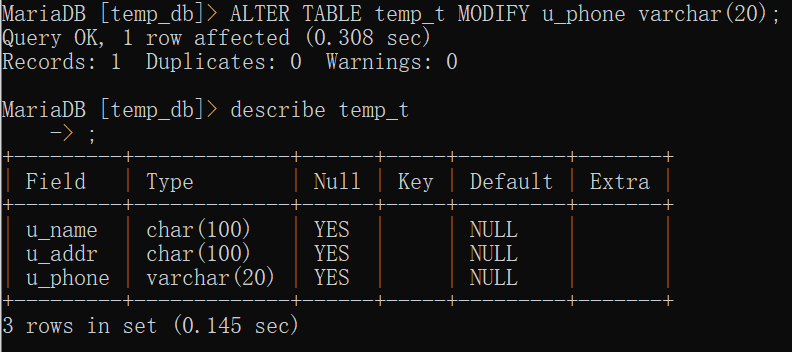 MariaDB [temp_db]> ALTER TABLE temp_t MODIFY u_phone varchar(20);
Query OK, 1 row affected (0.308 sec)
Records: 1  Duplicates: 0  Warnings: 0

MariaDB [temp_db]> describe temp_t
    -> ;
+---------+-------------+------+-----+---------+-------+
| Field   | Type        | Null | Key | Default | Extra |
+---------+-------------+------+-----+---------+-------+
| u_name  | char(100)   | YES  |     | NULL    |       |
| u_addr  | char(100)   | YES  |     | NULL    |       |
| u_phone | varchar(20) | YES  |     | NULL    |       |
+---------+-------------+------+-----+---------+-------+
3 rows in set (0.145 sec)